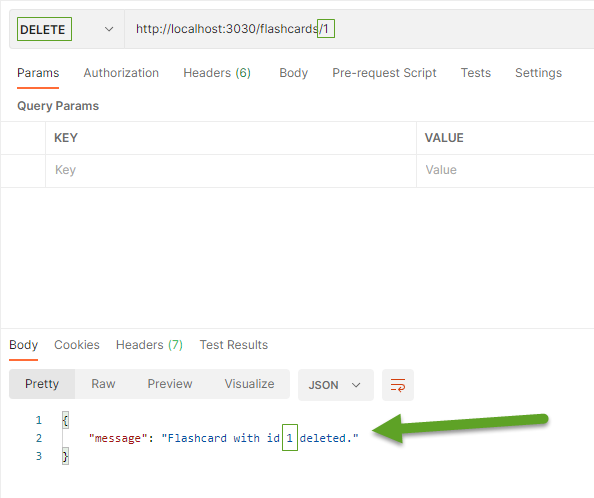 DELETE http://localhost:3030/flashcards/1
Params Authorization Headers (6) Body Pre-request Script Tests Settings
Query Params
KEY VALUE
Key Value
Body Cookies Headers (7) Test Results
Pretty Raw Preview Visualize JSON
1 {
2 "message": "Flashcard with id 1 deleted."
3 }